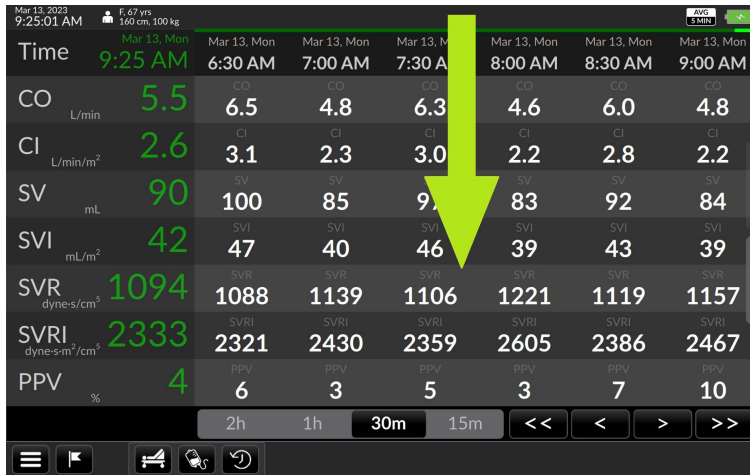 Mar 13, 2023
9:25:01 AM
F, 67 yrs
160 cm, 100 kg
AVG
5 MIN
Time Mar 13, Mon 9:25 AM
Mar 13, Mon Mar 13, Mon Mar 13, Mar 13, Mon Mar 13, Mon Mar 13, Mon
6:30 AM 7:00 AM 7:30 8:00 AM 8:30 AM 9:00 AM
CO L/min 5.5
CO CO CO CO CO CO
6.5 4.8 6.3 4.6 6.0 4.8
CI L/min/m² 2.6
CI CI CI CI CI CI
3.1 2.3 3.0 2.2 2.8 2.2
SV mL 90
SV SV SV SV SV SV
100 85 83 92 84
SVI mL/m² 42
SVI SVI SVI SVI SVI SVI
47 40 46 39 43 39
SVR dyne·s/cm⁵ 1094
SVR SVR SVR SVR SVR SVR
1088 1139 1106 1221 1119 1157
SVRI dyne·s·m²/cm⁵ 2333
SVRI SVRI SVRI SVRI SVRI SVRI
2321 2430 2359 2605 2386 2467
PPV % 4
PPV PPV PPV PPV PPV PPV
6 3 5 3 7 10
2h 1h 30m 15m << < > >>